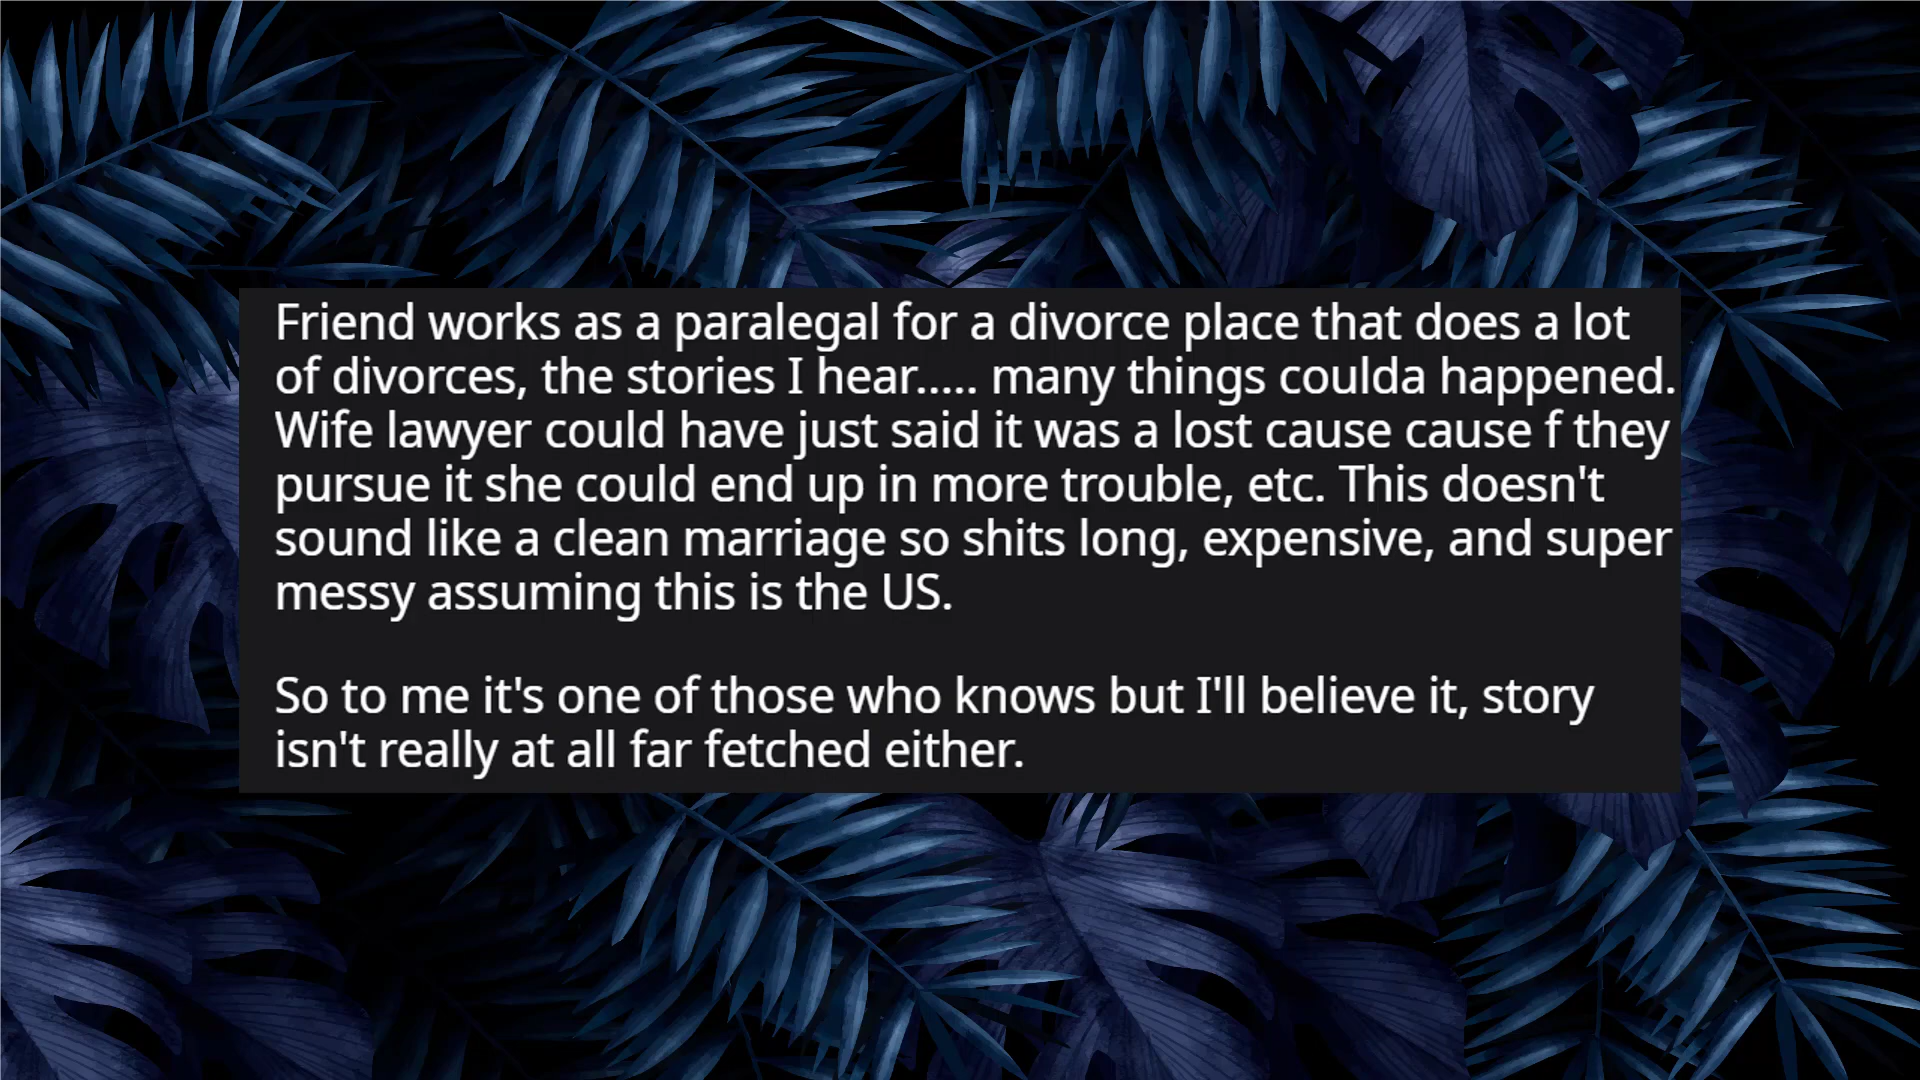 Friend works as a paralegal for a divorce place that does a lot
of divorces, the stories I hear..... many things coulda happened.
Wife lawyer could have just said it was a lost cause cause f they
pursue it she could end up in more trouble, etc. This doesn't
sound like a clean marriage so shits long, expensive, and super
messy assuming this is the US.
So to me it's one of those who knows but I'll believe it, story
isn't really at all far fetched either.